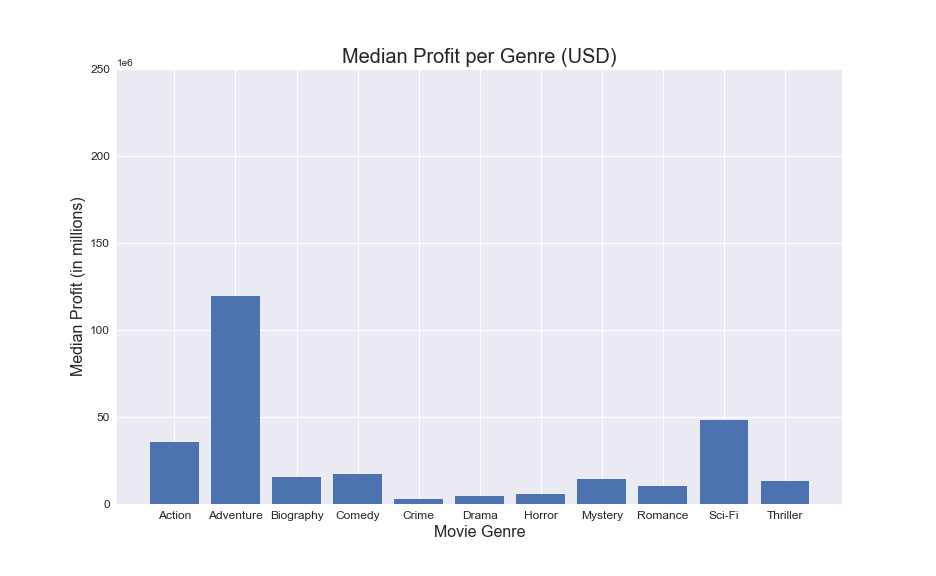 Median Profit per Genre (USD)
1e6
250
200
150
100
50
0
Median Profit (in millions)
Action Adventure Biography Comedy Crime Drama Horror Mystery Romance Sci-Fi Thriller
Movie Genre